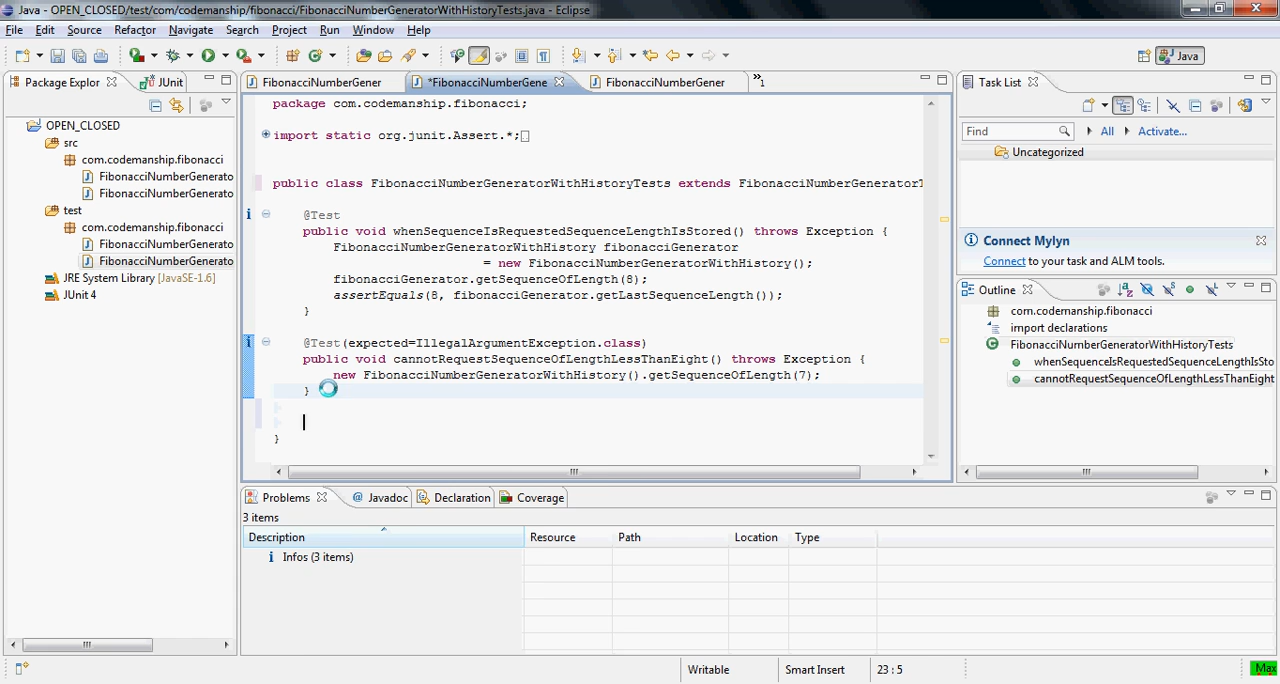 Java - OPEN_CLOSED/test/com/codemanship/fibonacci/FibonacciNumberGeneratorWithHistoryTests.java - Eclipse
File Edit Source Refactor Navigate Search Project Run Window Help
Java
Package Explor
JUnit
OPEN_CLOSED
src
com.codemanship.fibonacci
FibonacciNumberGenerato
FibonacciNumberGenerato
test
com.codemanship.fibonacci
FibonacciNumberGenerato
FibonacciNumberGenerato
JRE System Library [JavaSE-1.6]
JUnit 4
FibonacciNumberGener
*FibonacciNumberGene
FibonacciNumberGener
»1
package com.codemanship.fibonacci;
import static org.junit.Assert.*;
public class FibonacciNumberGeneratorWithHistoryTests extends FibonacciNumberGeneratorT
@Test
public void whenSequenceIsRequestedSequenceLengthIsStored() throws Exception {
FibonacciNumberGeneratorWithHistory fibonacciGenerator
= new FibonacciNumberGeneratorWithHistory();
fibonacciGenerator.getSequenceOfLength(8);
assertEquals(8, fibonacciGenerator.getLastSequenceLength());
}
@Test(expected=IllegalArgumentException.class)
public void cannotRequestSequenceOfLengthLessThanEight() throws Exception {
new FibonacciNumberGeneratorWithHistory().getSequenceOfLength(7);
}
}
Task List
Find
All
Activate...
Uncategorized
Connect Mylyn
Connect to your task and ALM tools.
Outline
com.codemanship.fibonacci
import declarations
FibonacciNumberGeneratorWithHistoryTests
whenSequenceIsRequestedSequenceLengthIsSto
cannotRequestSequenceOfLengthLessThanEight
Problems
@ Javadoc
Declaration
Coverage
3 items
Description Resource Path Location Type
Infos (3 items)
Writable
Smart Insert
23 : 5
Max